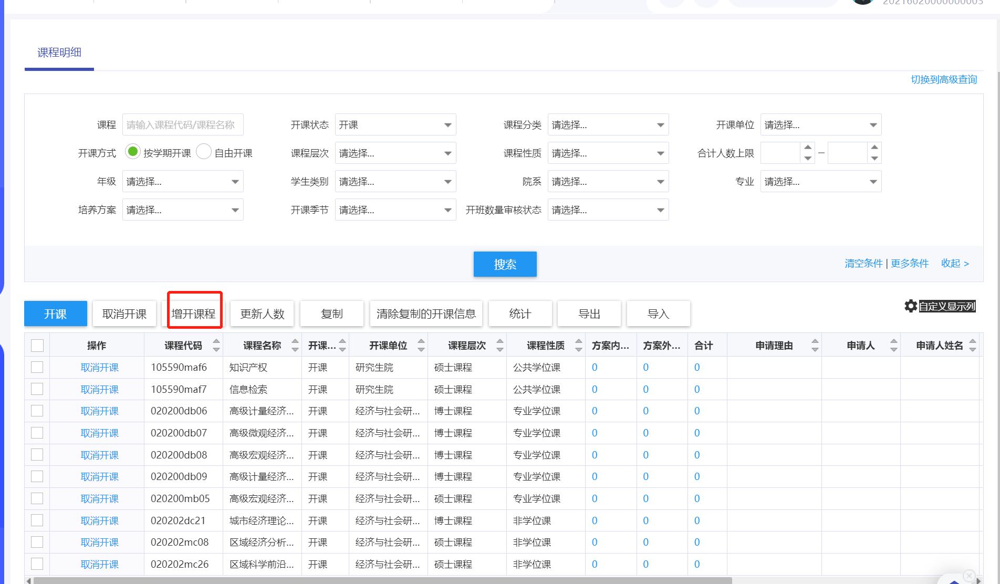 课程明细
切换到高级查询
课程 请输入课程代码/课程名称 开课状态 开课 课程分类 请选择... 开课单位 请选择...
开课方式 按学期开课 自由开课 课程层次 请选择... 课程性质 请选择... 合计人数上限 –
年级 请选择... 学生类别 请选择... 院系 请选择... 专业 请选择...
培养方案 请选择... 开课季节 请选择... 开班数量审核状态 请选择...
搜索 清空条件 | 更多条件 收起 >
开课 取消开课 增开课程 更新人数 复制 清除复制的开课信息 统计 导出 导入 自定义显示列
操作 课程代码 课程名称 开课... 开课单位 课程层次 课程性质 方案内... 方案外... 合计 申请理由 申请人 申请人姓名
取消开课 105590maf6 知识产权 开课 研究生院 硕士课程 公共学位课 0 0 0
取消开课 105590maf7 信息检索 开课 研究生院 硕士课程 公共学位课 0 0 0
取消开课 020200db06 高级计量经济... 开课 经济与社会研... 博士课程 专业学位课 0 0 0
取消开课 020200db07 高级微观经济... 开课 经济与社会研... 博士课程 专业学位课 0 0 0
取消开课 020200db08 高级宏观经济... 开课 经济与社会研... 博士课程 专业学位课 0 0 0
取消开课 020200db09 高级计量经济... 开课 经济与社会研... 博士课程 专业学位课 0 0 0
取消开课 020200mb05 高级宏观经济... 开课 经济与社会研... 硕士课程 专业学位课 0 0 0
取消开课 020202dc21 城市经济理论... 开课 经济与社会研... 博士课程 非学位课 0 0 0
取消开课 020202mc08 区域经济分析... 开课 经济与社会研... 硕士课程 非学位课 0 0 0
取消开课 020202mc26 区域科学前沿... 开课 经济与社会研... 硕士课程 非学位课 0 0 0